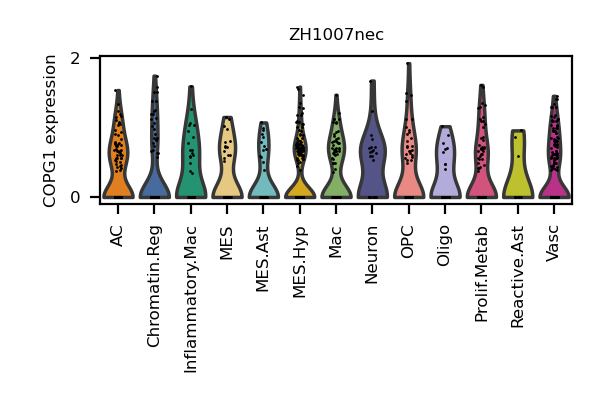 ZH1007nec
COPG1 expression
2
0
AC
Chromatin.Reg
Inflammatory.Mac
MES
MES.Ast
MES.Hyp
Mac
Neuron
OPC
Oligo
Prolif.Metab
Reactive.Ast
Vasc